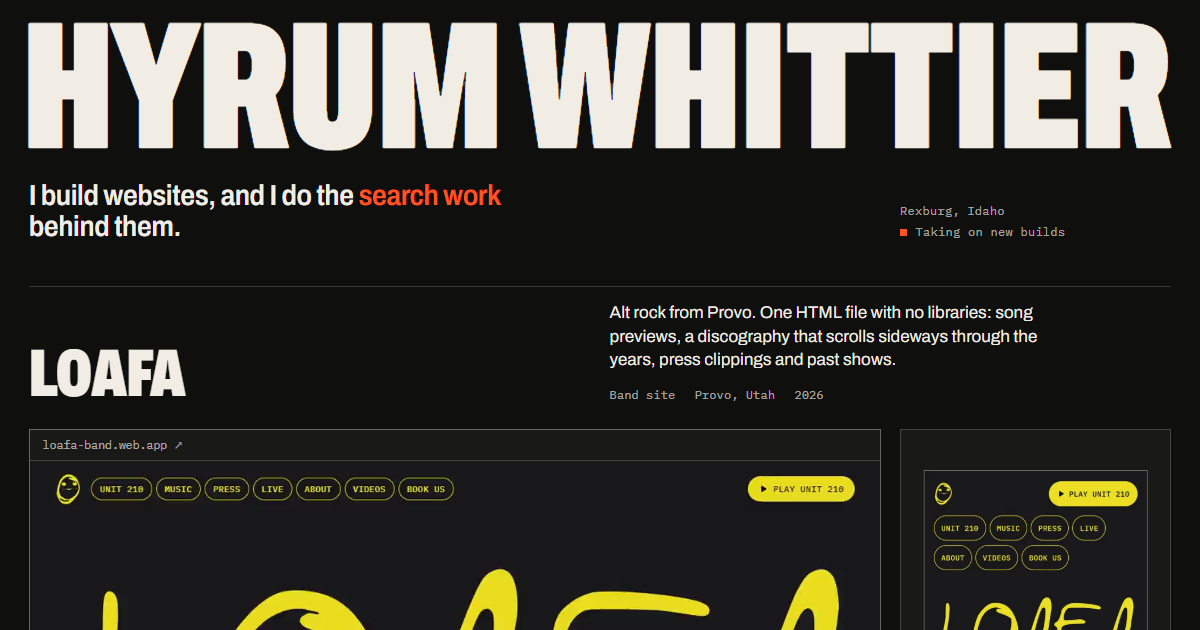 HYRUM WHITTIER
I build websites, and I do the search work
behind them.
Rexburg, Idaho
Taking on new builds
LOAFA
Alt rock from Provo. One HTML file with no libraries: song
previews, a discography that scrolls sideways through the
years, press clippings and past shows.
Band site Provo, Utah 2026
loafa-band.web.app ↗
UNIT 210 MUSIC PRESS LIVE ABOUT VIDEOS BOOK US ▶ PLAY UNIT 210
LOAFA
▶ PLAY UNIT 210
UNIT 210 MUSIC PRESS LIVE
ABOUT VIDEOS BOOK US
LOAFA